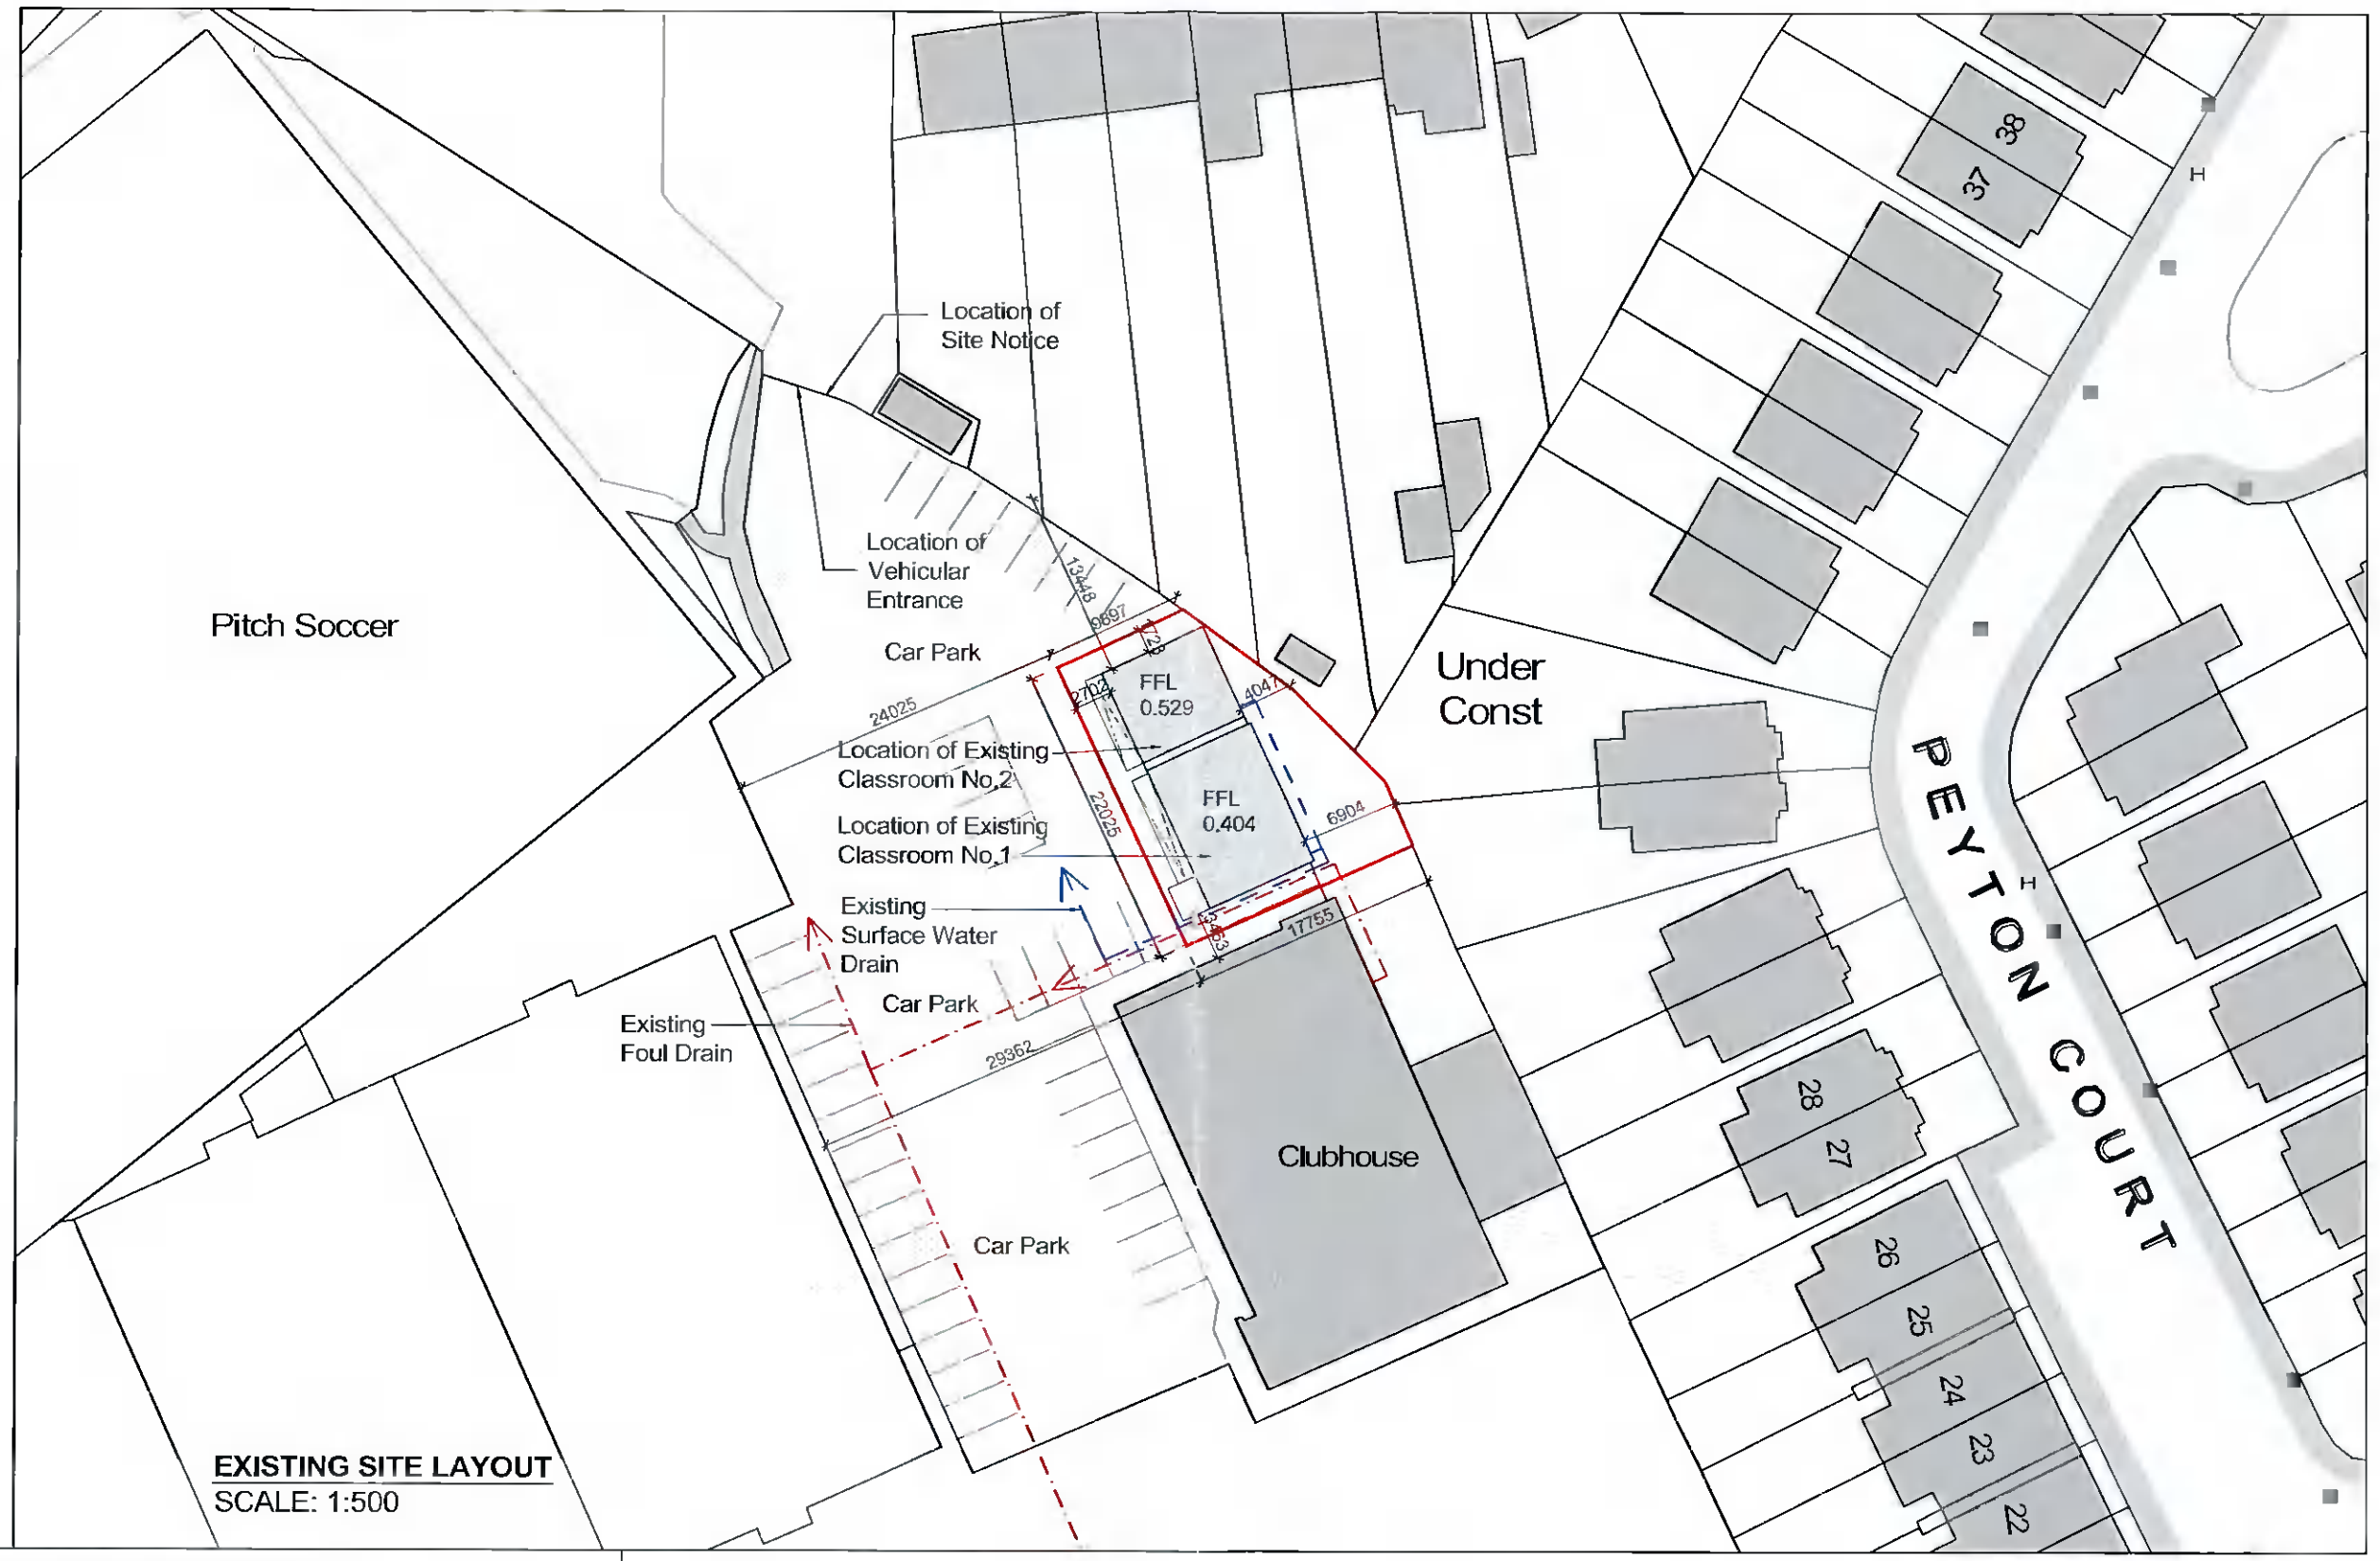 38
37
H
Location of
Site Notice
Location of
Vehicular
Entrance
13448
9897
1723
Pitch Soccer
Car Park
Under
Const
FFL
0.529
2702
4047
24025
Location of Existing
Classroom No.2
22025
FFL
0.404
6904
Location of Existing
Classroom No.1
PEYTON COURT
H
Existing
Surface Water
Drain
3463
17755
Car Park
Existing
Foul Drain
29362
28
27
Clubhouse
Car Park
26
25
24
23
22
EXISTING SITE LAYOUT
SCALE: 1:500